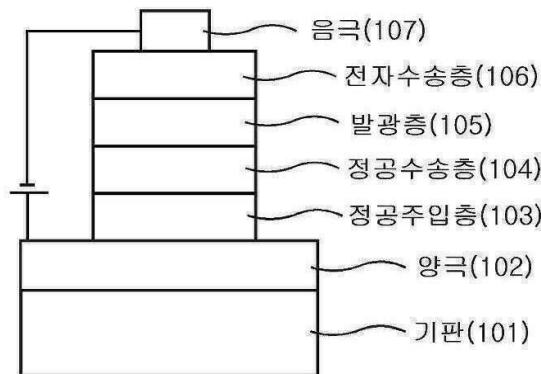 음극(107)
전자수송층(106)
발광층(105)
정공수송층(104)
정공주입층(103)
양극(102)
기판(101)